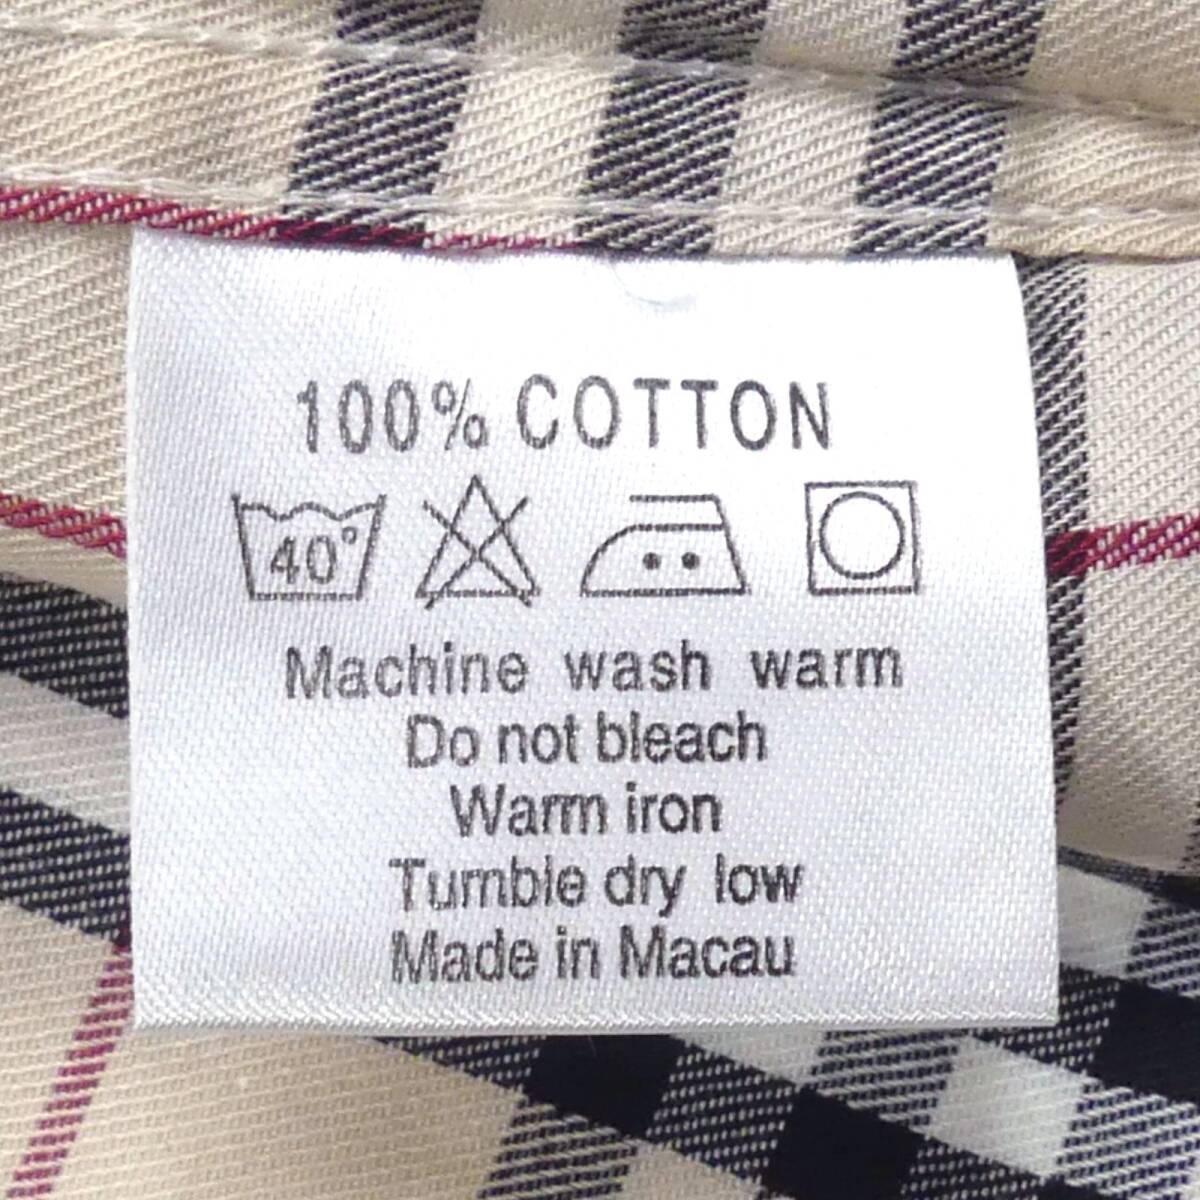 100% COTTON
40°
Machine wash warm
Do not bleach
Warm iron
Tumble dry low
Made in Macau